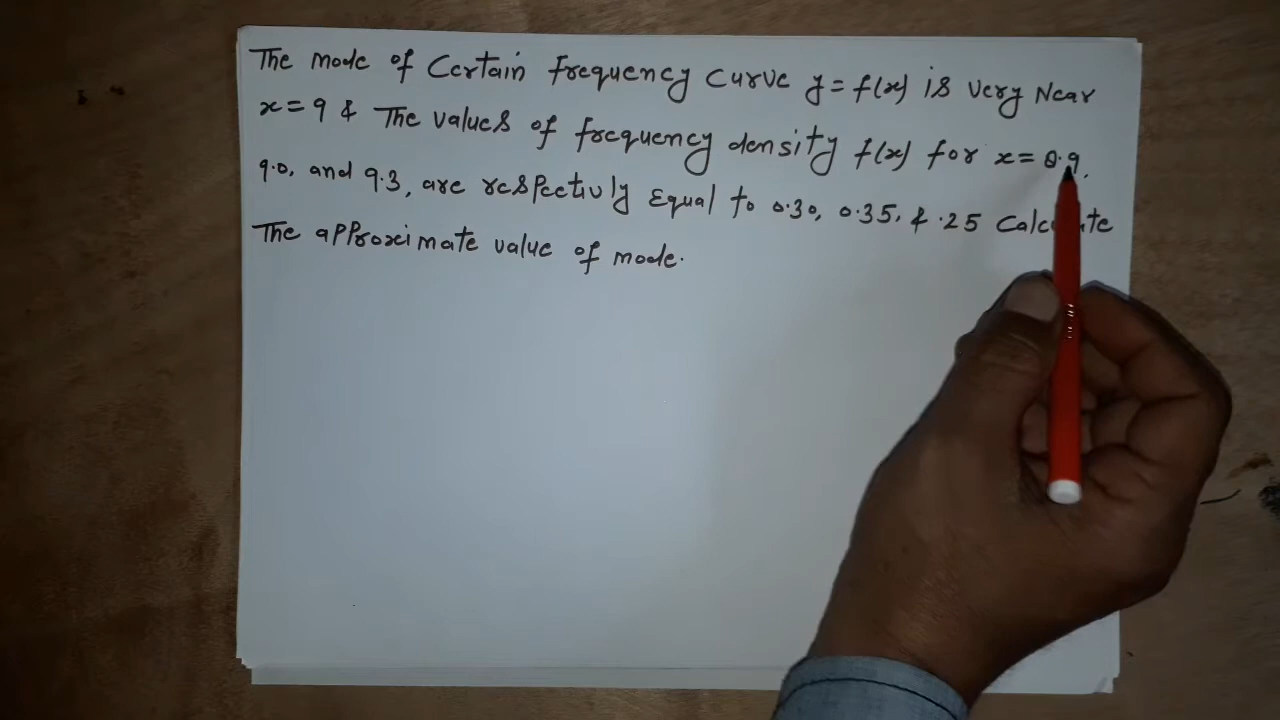 The mode of Certain frequency curve y = f(x) is very Near
x = 9 & The values of frequency density f(x) for x = 8.9,
9.0, and 9.3, are respectivly Equal to 0.30, 0.35, & .25 Calculate
The approximate value of mode.